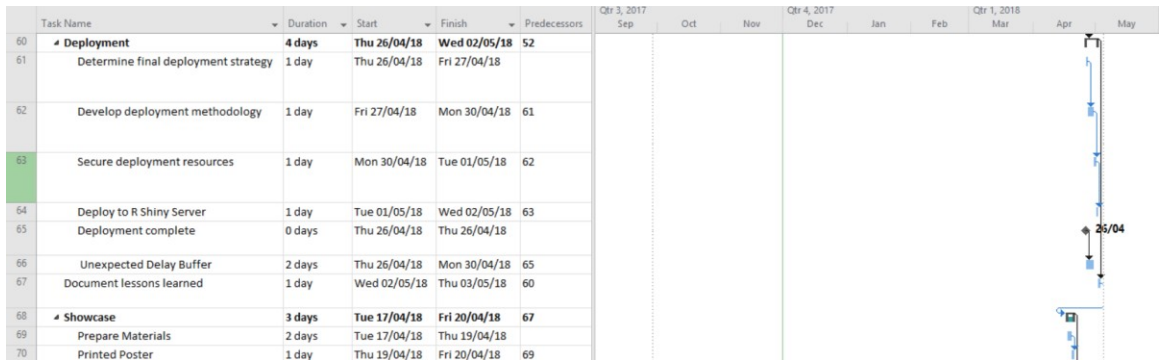 Qtr 3, 2017 Qtr 4, 2017 Qtr 1, 2018
Task Name Duration Start Finish Predecessors Sep Oct Nov Dec Jan Feb Mar Apr May
60 Deployment 4 days Thu 26/04/18 Wed 02/05/18 52
61 Determine final deployment strategy 1 day Thu 26/04/18 Fri 27/04/18
62 Develop deployment methodology 1 day Fri 27/04/18 Mon 30/04/18 61
63 Secure deployment resources 1 day Mon 30/04/18 Tue 01/05/18 62
64 Deploy to R Shiny Server 1 day Tue 01/05/18 Wed 02/05/18 63
65 Deployment complete 0 days Thu 26/04/18 Thu 26/04/18 26/04
66 Unexpected Delay Buffer 2 days Thu 26/04/18 Mon 30/04/18 65
67 Document lessons learned 1 day Wed 02/05/18 Thu 03/05/18 60
68 Showcase 3 days Tue 17/04/18 Fri 20/04/18 67
69 Prepare Materials 2 days Tue 17/04/18 Thu 19/04/18
70 Printed Poster 1 day Thu 19/04/18 Fri 20/04/18 69